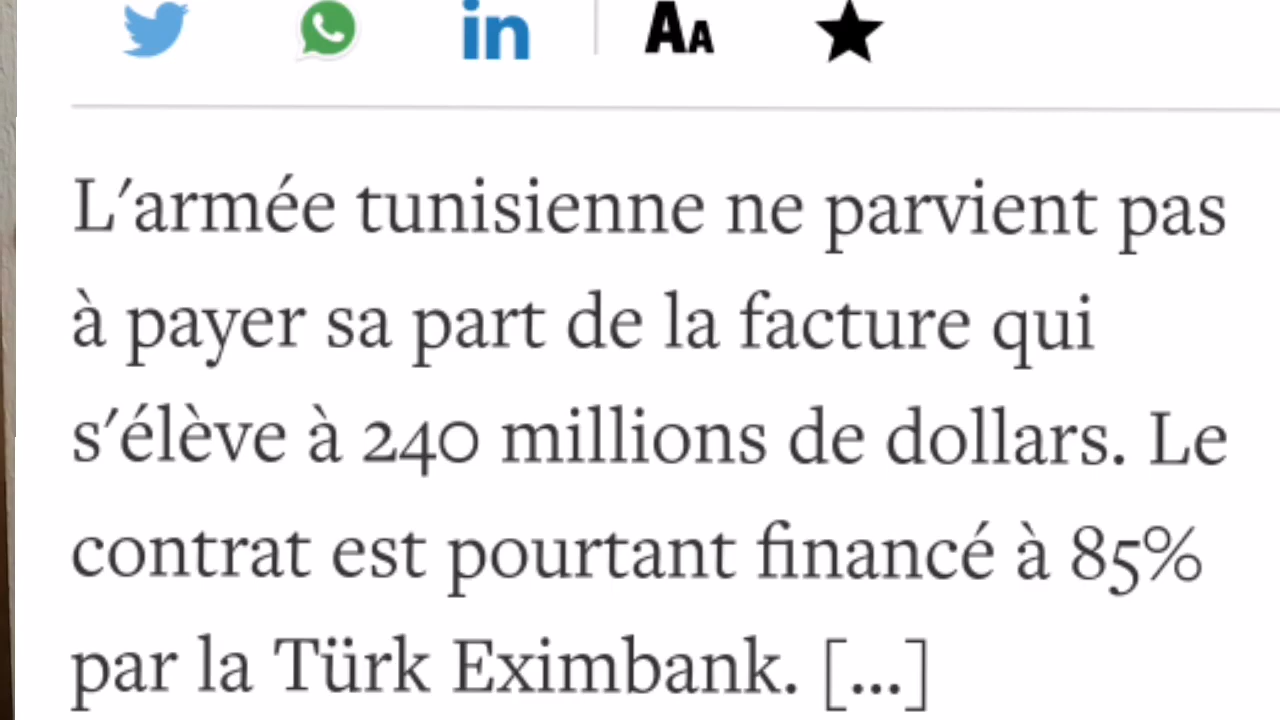 in
AA
L'armée tunisienne ne parvient pas
à payer sa part de la facture qui
s'élève à 240 millions de dollars. Le
contrat est pourtant financé à 85%
par la Türk Eximbank. [...]